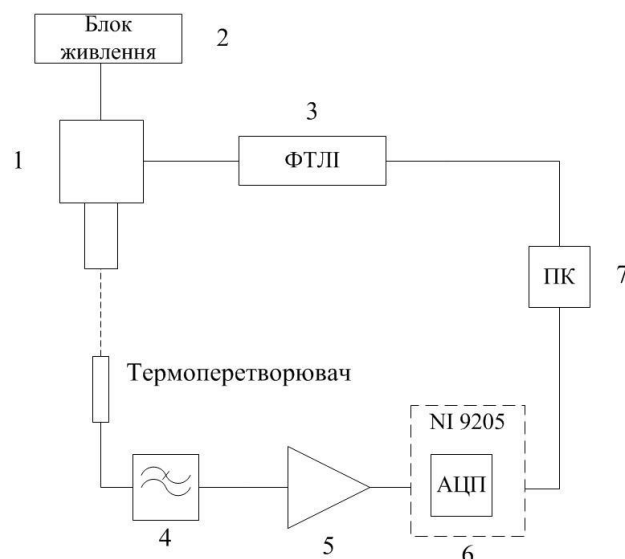 Блок
живлення
2
3
1
ФТЛІ
ПК
7
Термоперетворювач
NI 9205
АЦП
4
5
6